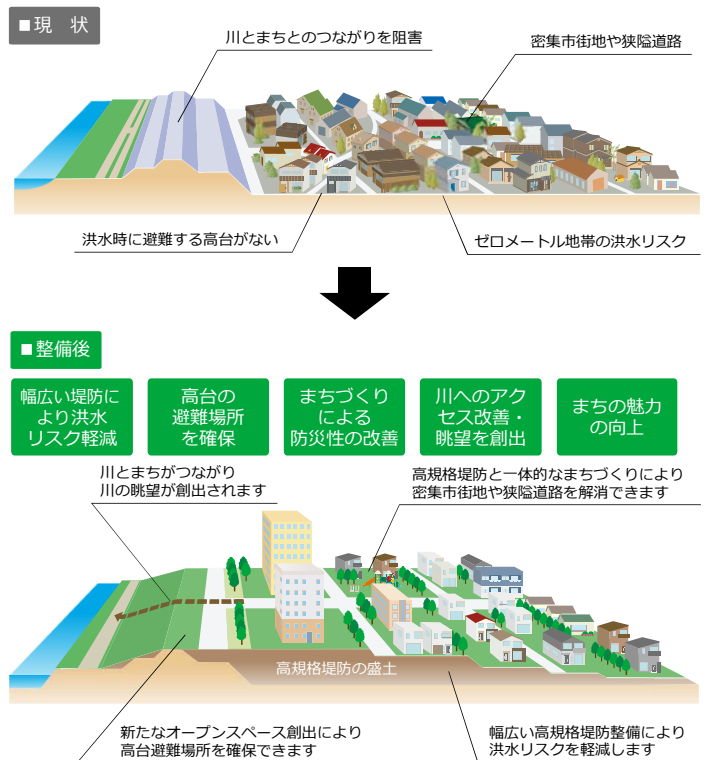 ■現 状
川とまちとのつながりを阻害
密集市街地や狭隘道路
洪水時に避難する高台がない
ゼロメートル地帯の洪水リスク
■整備後
幅広い堤防に
より洪水
リスク軽減
高台の
避難場所
を確保
まちづくり
による
防災性の改善
川へのアク
セス改善・
眺望を創出
まちの魅力
の向上
川とまちがつながり
川の眺望が創出されます
高規格堤防と一体的なまちづくりにより
密集市街地や狭隘道路を解消できます
高規格堤防の盛土
新たなオープンスペース創出により
高台避難場所を確保できます
幅広い高規格堤防整備により
洪水リスクを軽減します